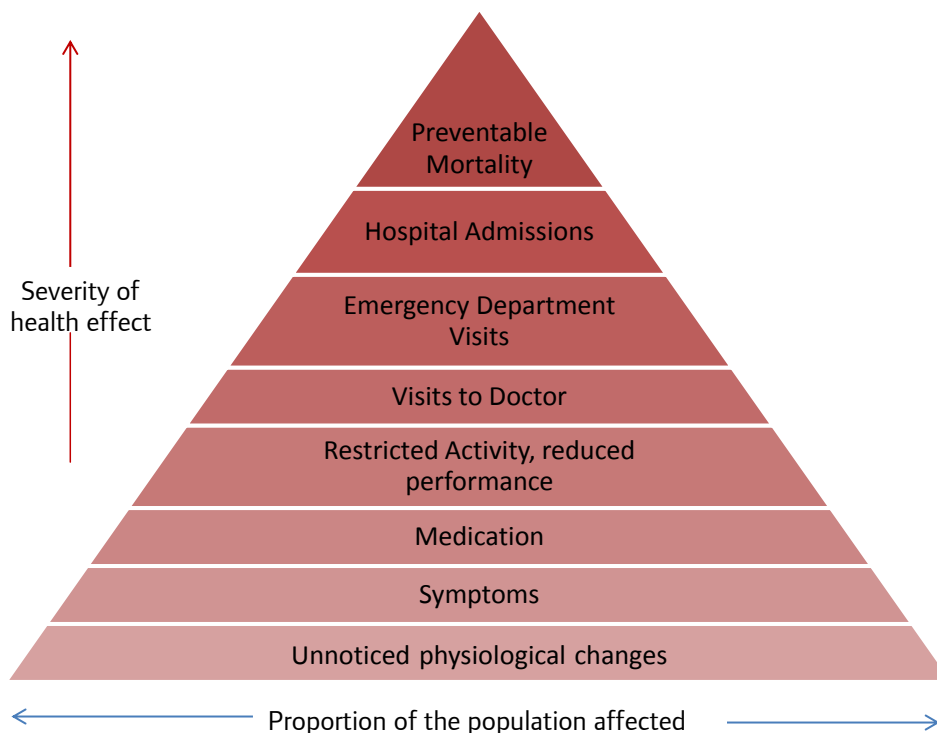 Preventable
Mortality
Hospital Admissions
Emergency Department
Visits
Severity of
health effect
Visits to Doctor
Restricted Activity, reduced
performance
Medication
Symptoms
Unnoticed physiological changes
Proportion of the population affected